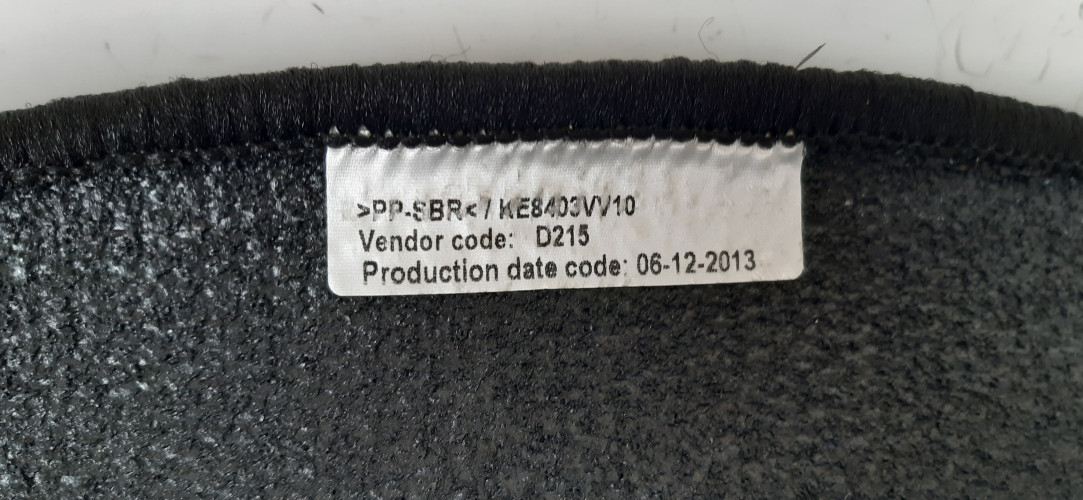 >PP-SBR< / KE8403VV10
Vendor code: D215
Production date code: 06-12-2013